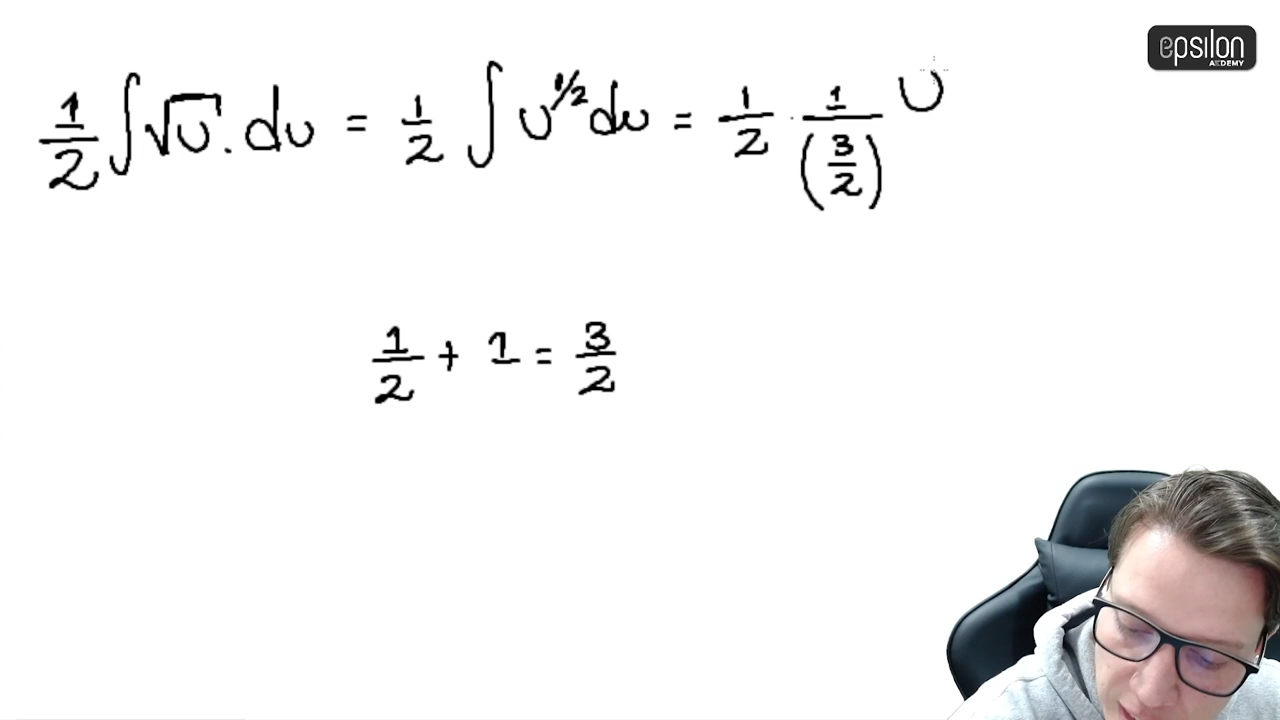 epsilon
AKDEMY
1/2 ∫ √u . du = 1/2 ∫ u^1/2 du = 1/2 · 1/(3/2) u
1/2 + 1 = 3/2